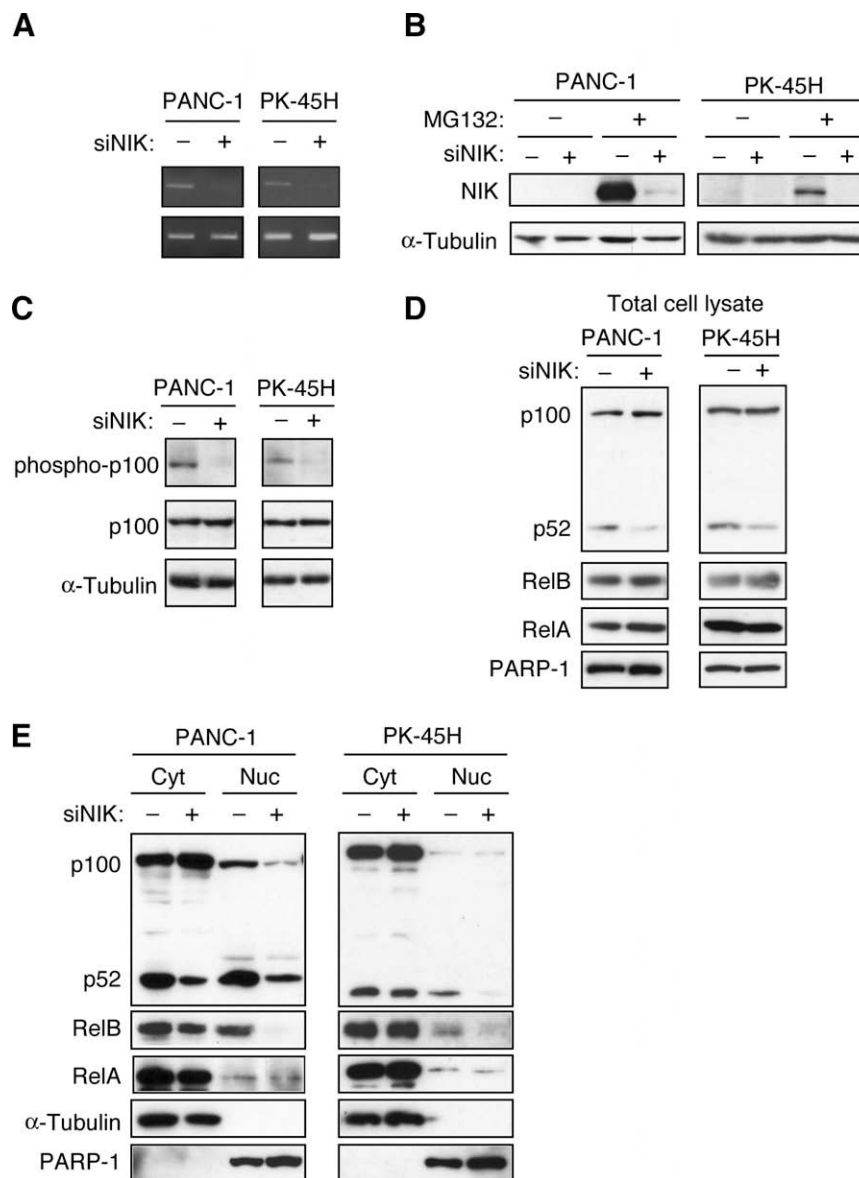 A
PANC-1 PK-45H
siNIK: – + – +
B
PANC-1 PK-45H
MG132: – + – +
siNIK: – + – + – + – +
NIK
α-Tubulin
C
PANC-1 PK-45H
siNIK: – + – +
phospho-p100
p100
α-Tubulin
D
Total cell lysate
PANC-1 PK-45H
siNIK: – + – +
p100
p52
RelB
RelA
PARP-1
E
PANC-1 PK-45H
Cyt Nuc Cyt Nuc
siNIK: – + – + – + – +
p100
p52
RelB
RelA
α-Tubulin
PARP-1